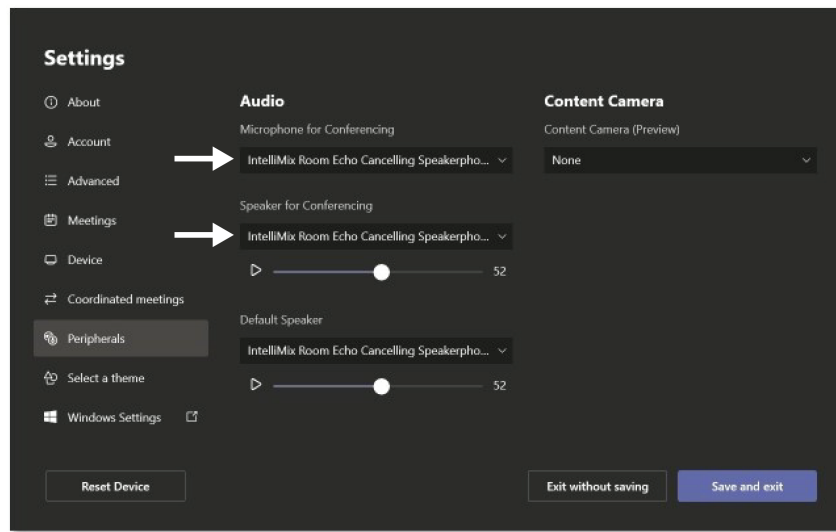 Settings
About
Account
Advanced
Meetings
Device
Coordinated meetings
Peripherals
Select a theme
Windows Settings
Audio
Microphone for Conferencing
IntelliMix Room Echo Cancelling Speakerpho...
Speaker for Conferencing
IntelliMix Room Echo Cancelling Speakerpho...
52
Default Speaker
IntelliMix Room Echo Cancelling Speakerpho...
52
Content Camera
Content Camera (Preview)
None
Reset Device
Exit without saving
Save and exit